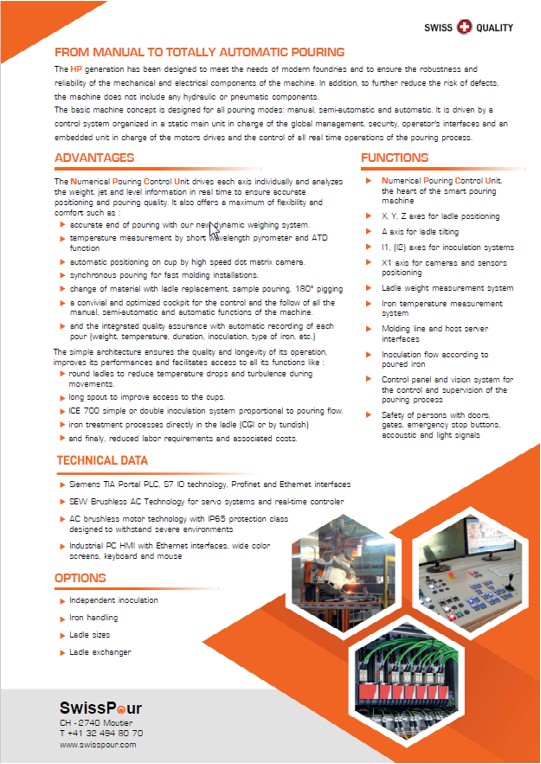 SWISS QUALITY
FROM MANUAL TO TOTALLY AUTOMATIC POURING
The HP generation has been designed to meet the needs of modern foundries and to ensure the robustness and
reliability of the mechanical and electrical components of the machine. In addition, to further reduce the risk of defects,
the machine does not include any hydraulic or pneumatic components.
The basic machine concept is designed for all pouring modes: manual, semi-automatic and automatic. It is driven by a
control system organized in a static main unit in charge of the global management, security, operator's interfaces and an
embedded unit in charge of the motors drives and the control of all real time operations of the pouring process.
ADVANTAGES
The Numerical Pouring Control Unit drives each axis individually and analyzes
the weight, jet and level information in real time to ensure accurate
positioning and pouring quality. It also offers a maximum of flexibility and
comfort such as :
accurate end of pouring with our new dynamic weighing system.
temperature measurement by short wavelength pyrometer and ATD
function
automatic positioning on cup by high speed dot matrix camera.
synchronous pouring for fast molding installations.
change of material with ladle replacement, sample pouring, 180° pigging
a convivial and optimized cockpit for the control and the follow of all the
manual, semi-automatic and automatic functions of the machine.
and the integrated quality assurance with automatic recording of each
pour (weight, temperature, duration, inoculation, type of iron, etc.)
The simple architecture ensures the quality and longevity of its operation,
improves its performances and facilitates access to all its functions like :
round ladles to reduce temperature drops and turbulence during
movements.
long spout to improve access to the cups.
ICE 700 simple or double inoculation system proportional to pouring flow.
iron treatment processes directly in the ladle (CGI or by tundish)
and finaly, reduced labor requirements and associated costs.
FUNCTIONS
Numerical Pouring Control Unit,
the heart of the smart pouring
machine
X, Y, Z axes for ladle positioning
A axis for ladle tilting
I1, (I2) axes for inoculation systems
X1 axis for cameras and sensors
positioning
Ladle weight measurement system
Iron temperature measurement
system
Molding line and host server
interfaces
Inoculation flow according to
poured iron
Control panel and vision system for
the control and supervision of the
pouring process
Safety of persons with doors,
gates, emergency stop buttons,
accoustic and light signals
TECHNICAL DATA
Siemens TIA Portal PLC, S7 IO technology, Profinet and Ethernet interfaces
SEW Brushless AC Technology for servo systems and real-time controler
AC brushless motor technology with IP65 protection class
designed to withstand severe environments
Industrial PC HMI with Ethernet interfaces, wide color
screens, keyboard and mouse
OPTIONS
Independent inoculation
Iron handling
Ladle sizes
Ladle exchanger
SwissPour
CH - 2740 Moutier
T +41 32 494 80 70
www.swisspour.com